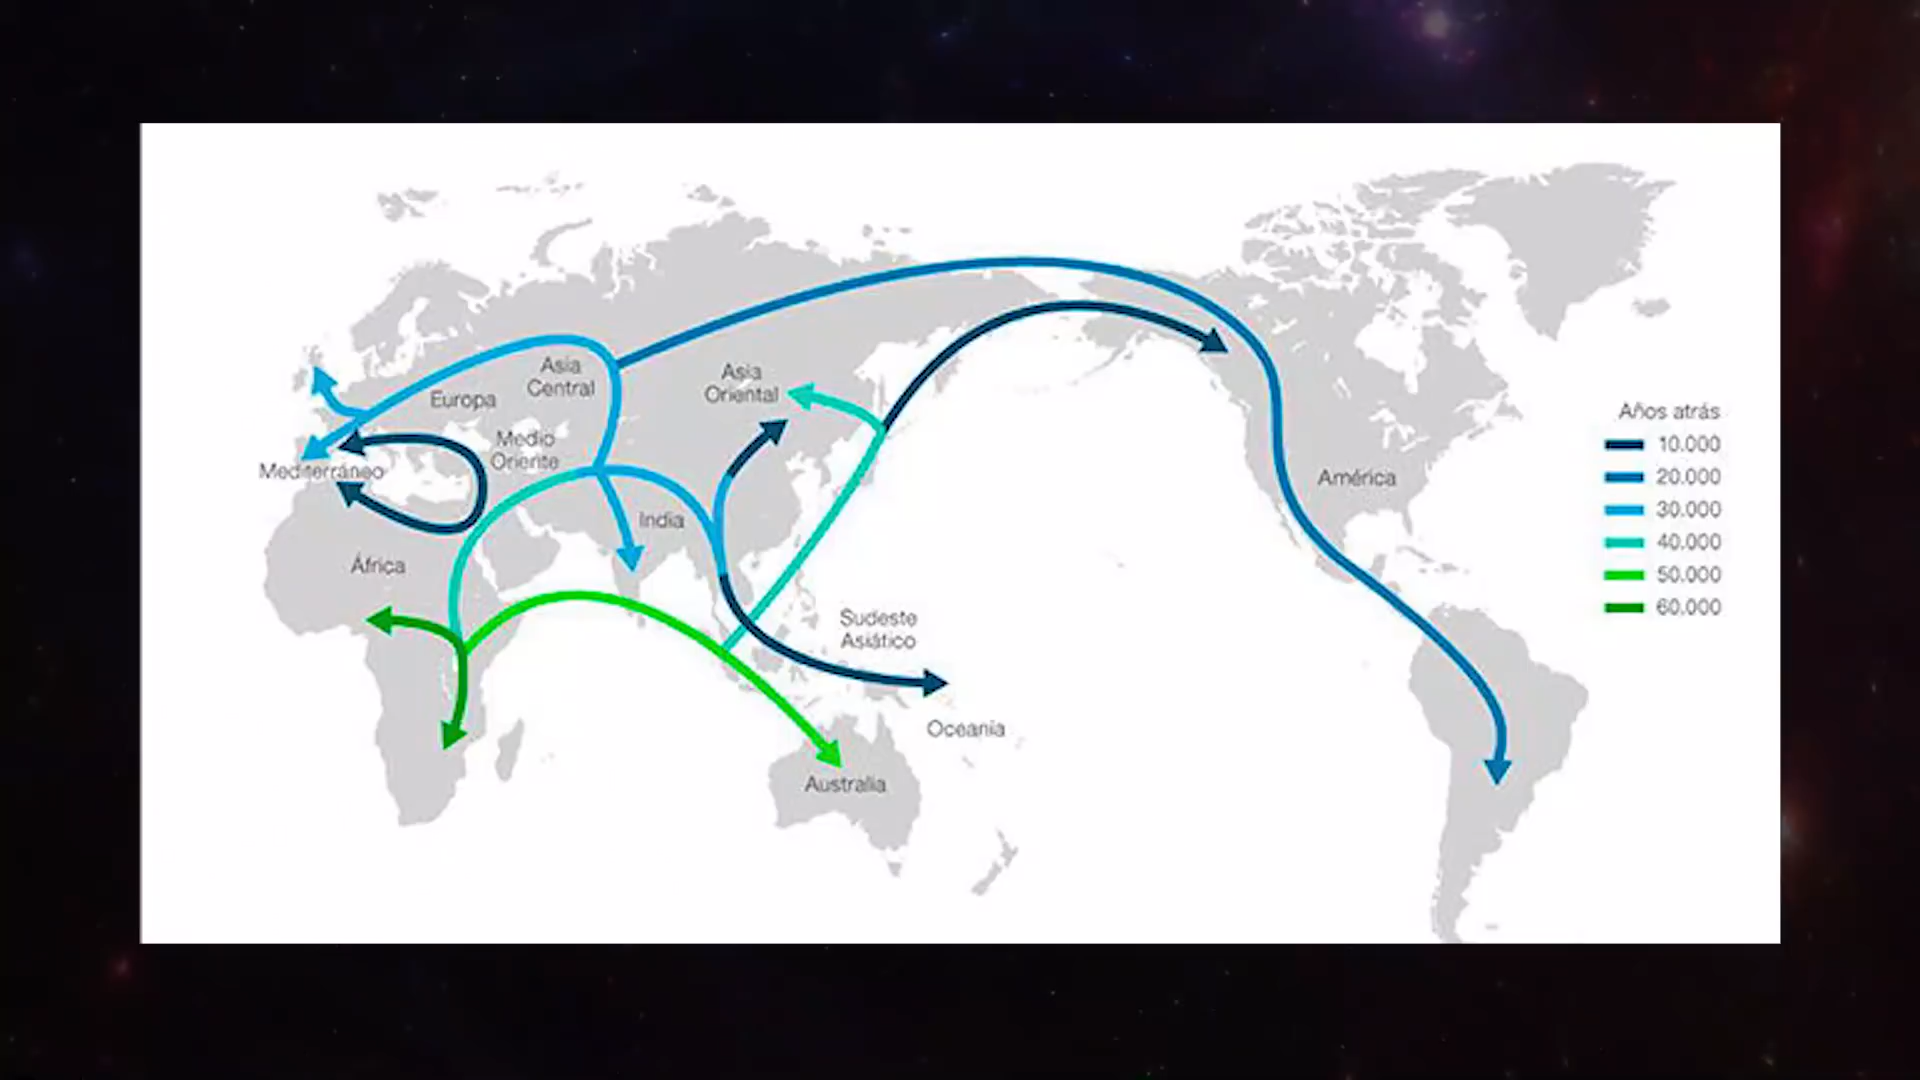 Asia
Central
Asia
Oriental
Europa
Medio
Oriente
Mediterráneo
India
África
Sudeste
Asiático
Oceanía
Australia
América
Años atrás
10.000
20.000
30.000
40.000
50.000
60.000